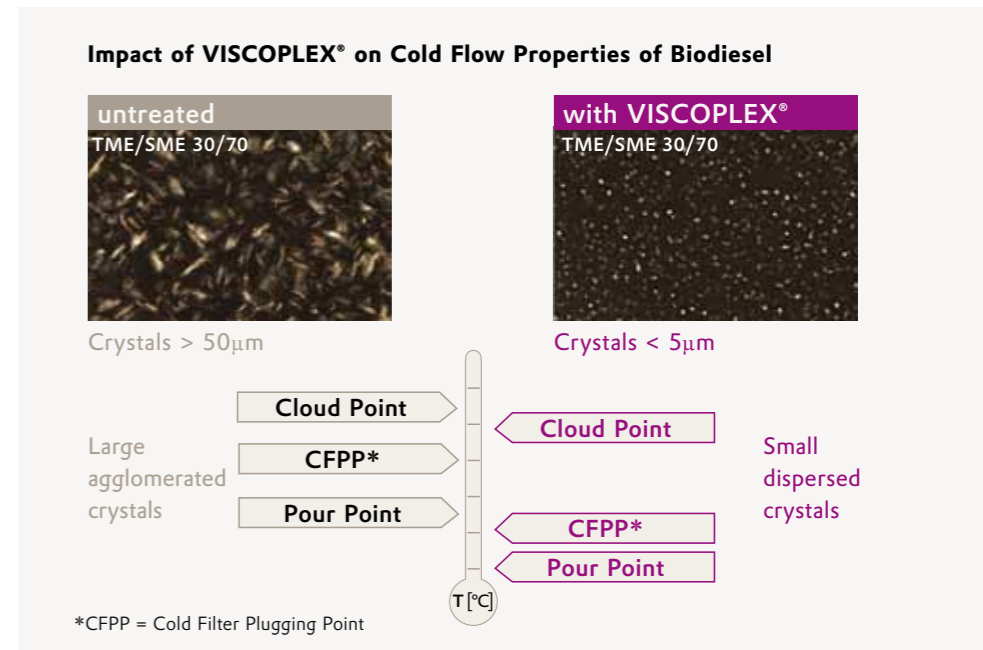 Impact of VISCOPLEX® on Cold Flow Properties of Biodiesel
untreated
TME/SME 30/70
Crystals > 50µm
with VISCOPLEX®
TME/SME 30/70
Crystals < 5µm
Large
agglomerated
crystals
Cloud Point
CFPP*
Pour Point
Cloud Point
CFPP*
Pour Point
Small
dispersed
crystals
T [°C]
*CFPP = Cold Filter Plugging Point